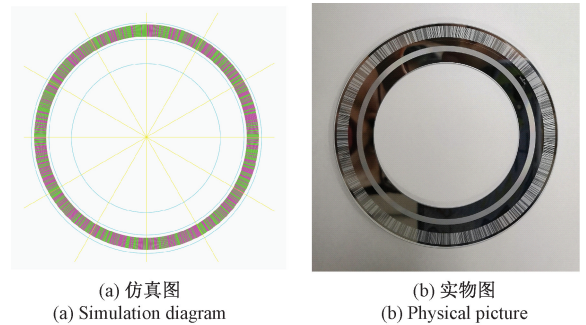 (a) 仿真图
(a) Simulation diagram
(b) 实物图
(b) Physical picture